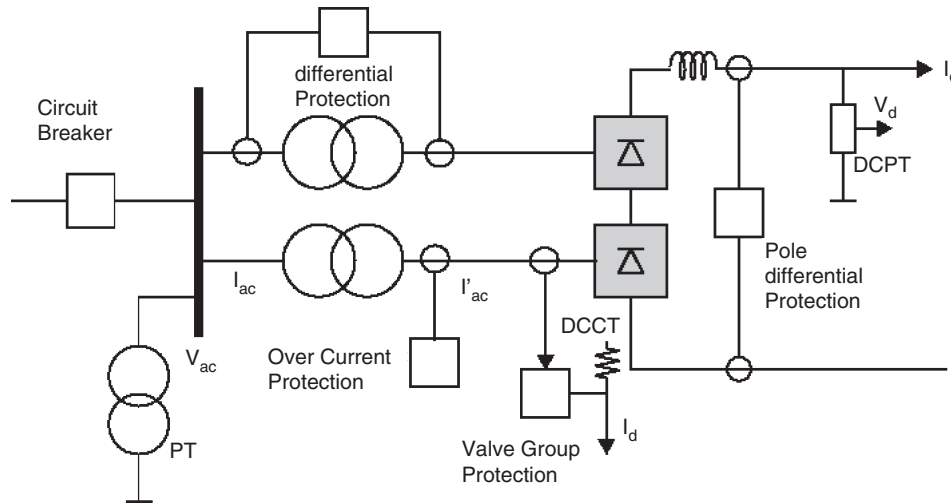 differential
Protection
Circuit
Breaker
V_d
DCPT
Pole
differential
Protection
I_ac
I'_ac
DCCT
V_ac
Over Current
Protection
PT
I_d
Valve Group
Protection